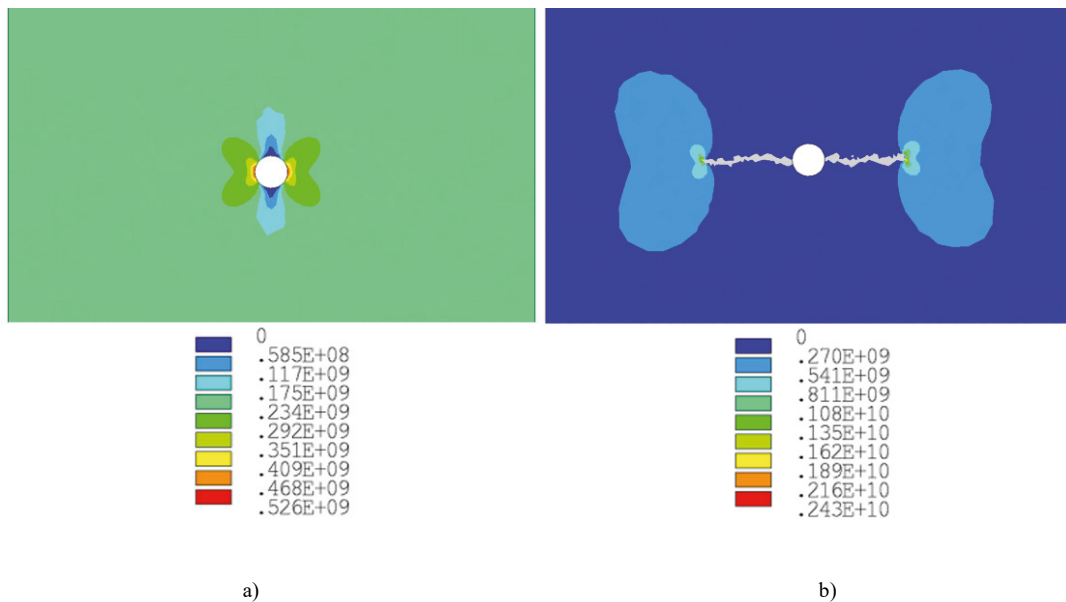 0
.585E+08
.117E+09
.175E+09
.234E+09
.292E+09
.351E+09
.409E+09
.468E+09
.526E+09
0
.270E+09
.541E+09
.811E+09
.108E+10
.135E+10
.162E+10
.189E+10
.216E+10
.243E+10
a)
b)